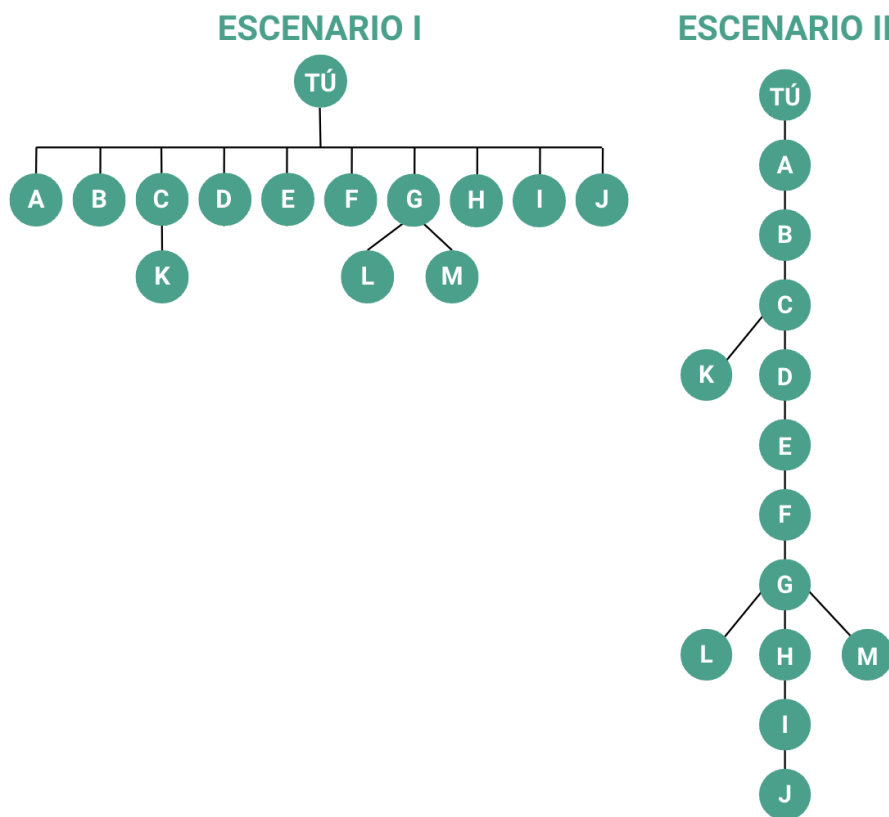 ESCENARIO I
TÚ
A B C D E F G H I J
K L M
ESCENARIO II
TÚ
A
B
C
K D
E
F
G
L H M
I
J